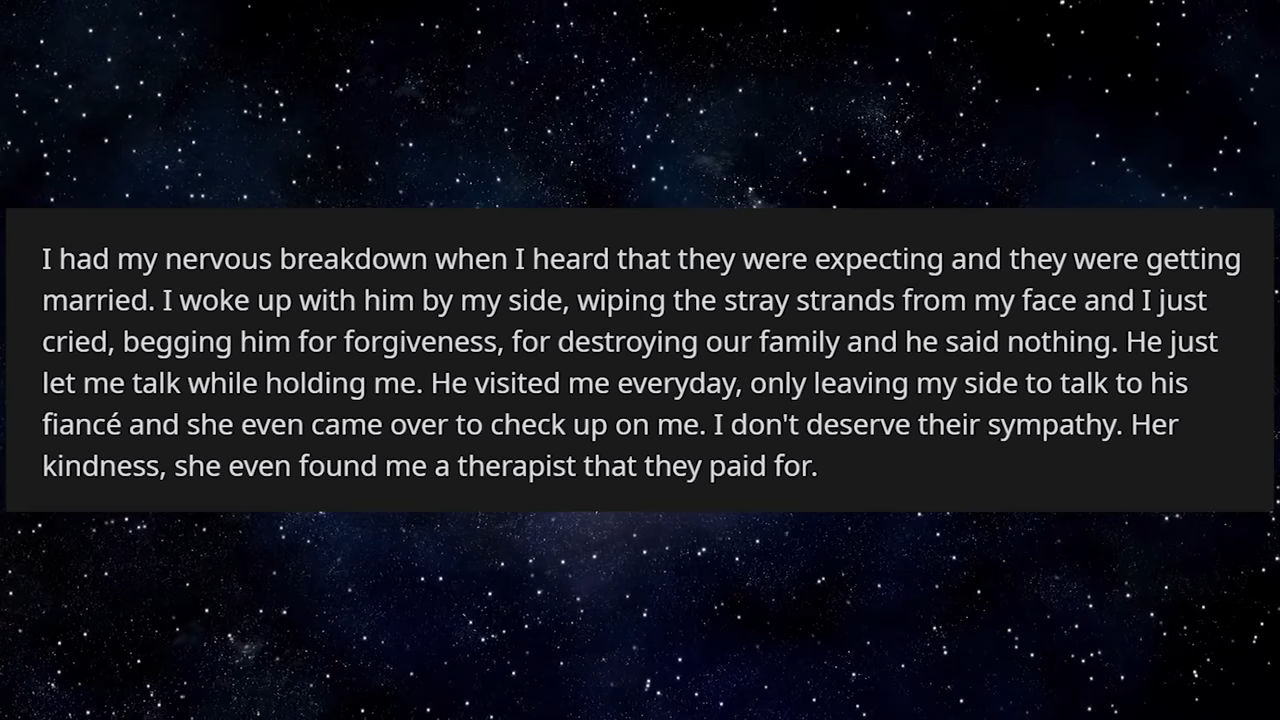 I had my nervous breakdown when I heard that they were expecting and they were getting
married. I woke up with him by my side, wiping the stray strands from my face and I just
cried, begging him for forgiveness, for destroying our family and he said nothing. He just
let me talk while holding me. He visited me everyday, only leaving my side to talk to his
fiancé and she even came over to check up on me. I don't deserve their sympathy. Her
kindness, she even found me a therapist that they paid for.